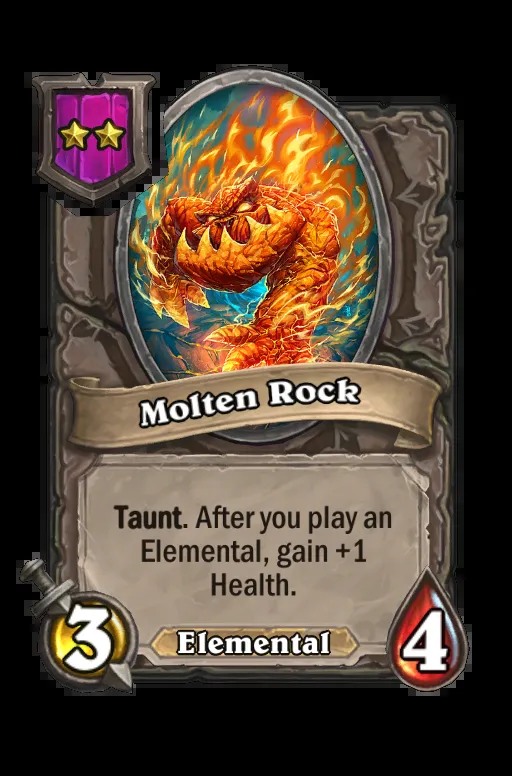 Molten Rock
Taunt. After you play an
Elemental, gain +1
Health.
3
Elemental
4